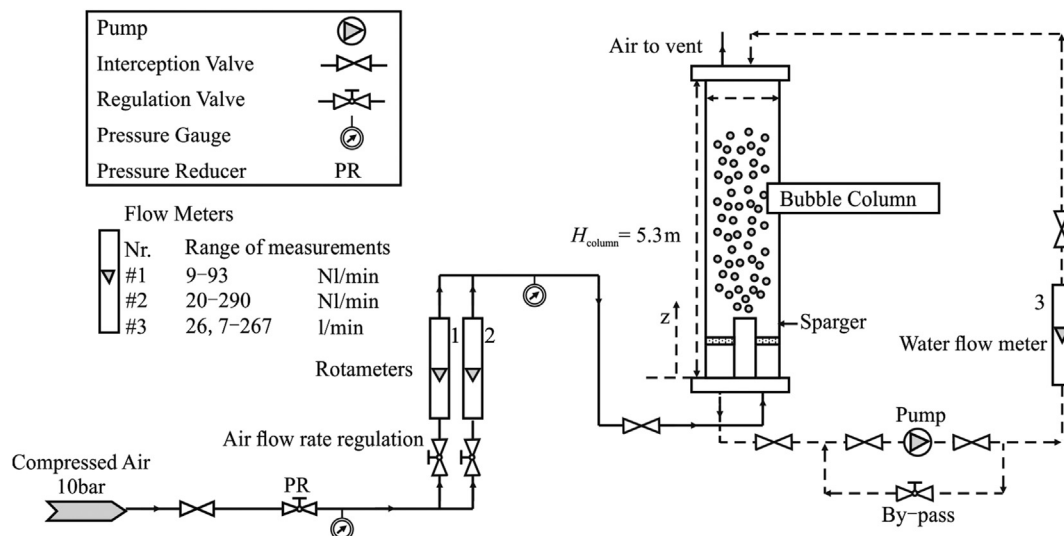 Pump
Interception Valve
Regulation Valve
Pressure Gauge
Pressure Reducer PR
Flow Meters
Nr. Range of measurements
#1 9−93 Nl/min
#2 20−290 Nl/min
#3 26, 7−267 l/min
Rotameters
1
2
Air flow rate regulation
Compressed Air
10bar
PR
Air to vent
Bubble Column
Hcolumn= 5.3m
z
Sparger
3
Water flow meter
Pump
By−pass